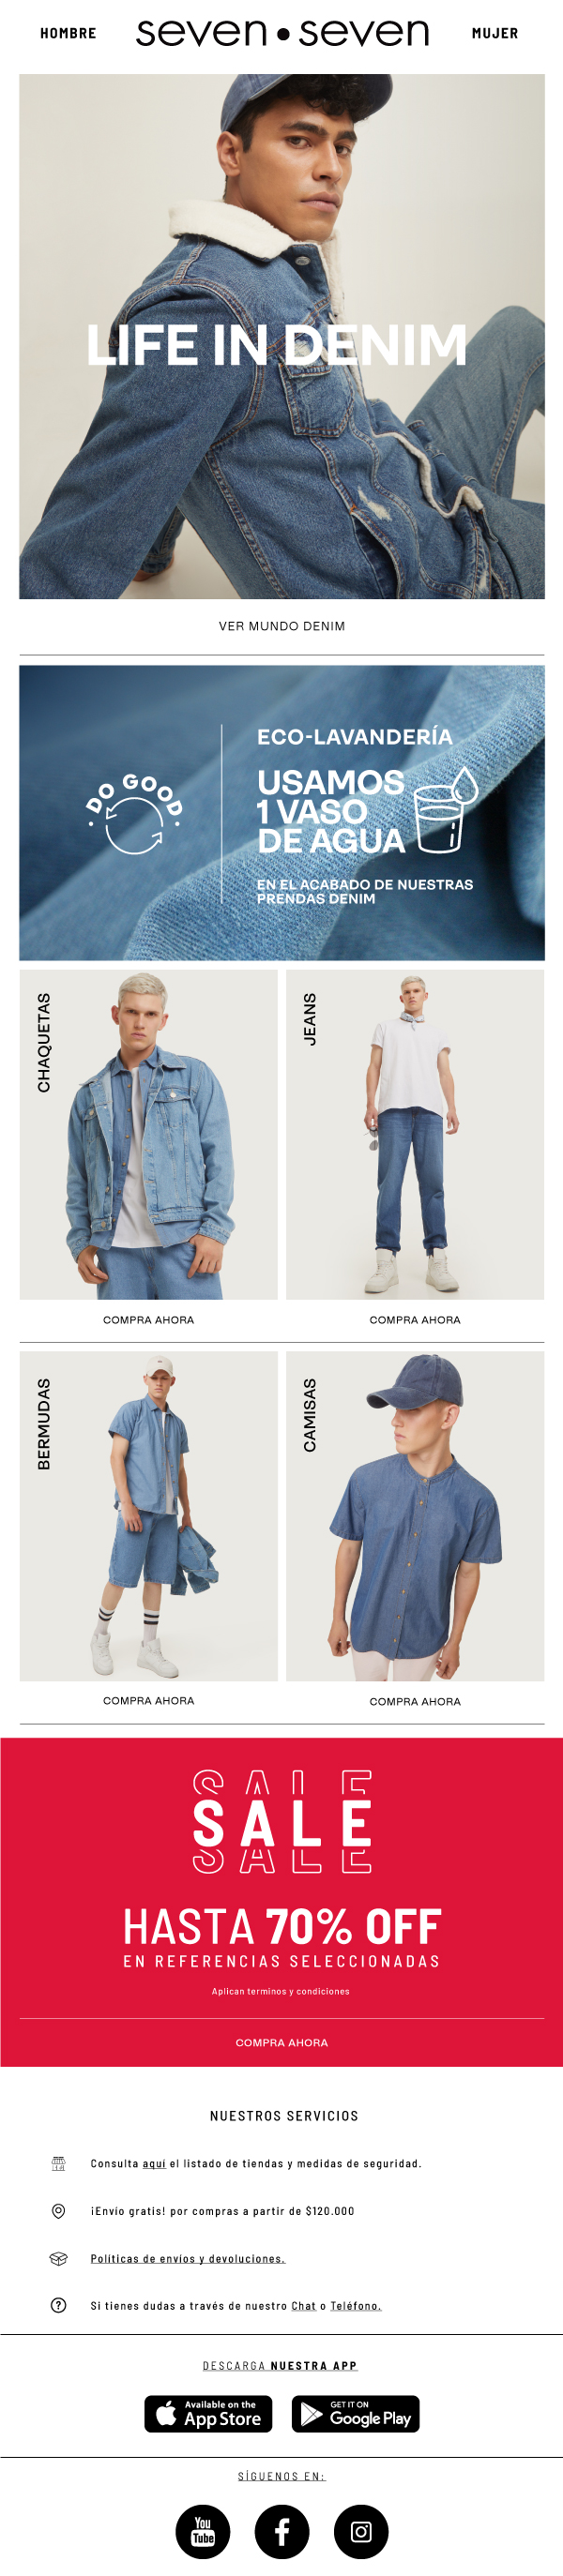 HOMBRE
seven•seven
MUJER
LIFE IN DENIM
VER MUNDO DENIM
•DO GOOD•
ECO-LAVANDERÍA
USAMOS
1 VASO
DE AGUA
EN EL ACABADO DE NUESTRAS
PRENDAS DENIM
CHAQUETAS
JEANS
COMPRA AHORA
COMPRA AHORA
BERMUDAS
CAMISAS
COMPRA AHORA
COMPRA AHORA
SALE
SALE
SALE
HASTA 70% OFF
EN REFERENCIAS SELECCIONADAS
Aplican terminos y condiciones
COMPRA AHORA
NUESTROS SERVICIOS
Consulta aquí el listado de tiendas y medidas de seguridad.
¡Envío gratis! por compras a partir de $120.000
Políticas de envíos y devoluciones.
Si tienes dudas a través de nuestro Chat o Teléfono.
DESCARGA NUESTRA APP
Available on the
App Store
GET IT ON
Google Play
SÍGUENOS EN:
You
Tube